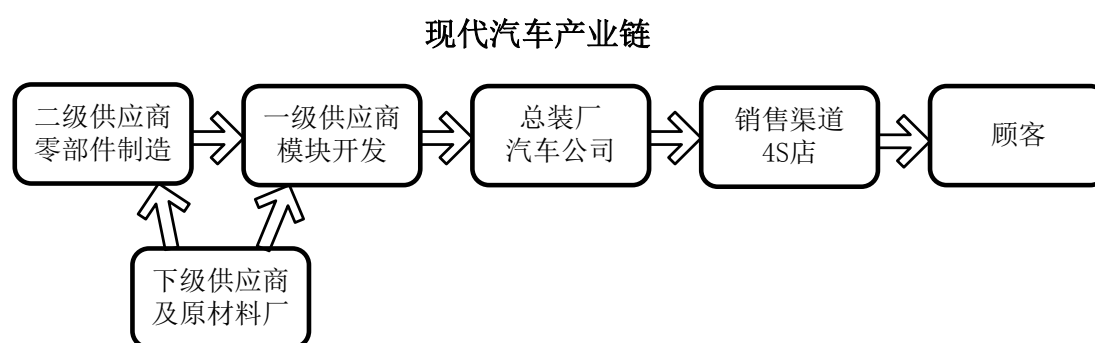 现代汽车产业链
二级供应商
零部件制造
一级供应商
模块开发
总装厂
汽车公司
销售渠道
4S店
顾客
下级供应商
及原材料厂